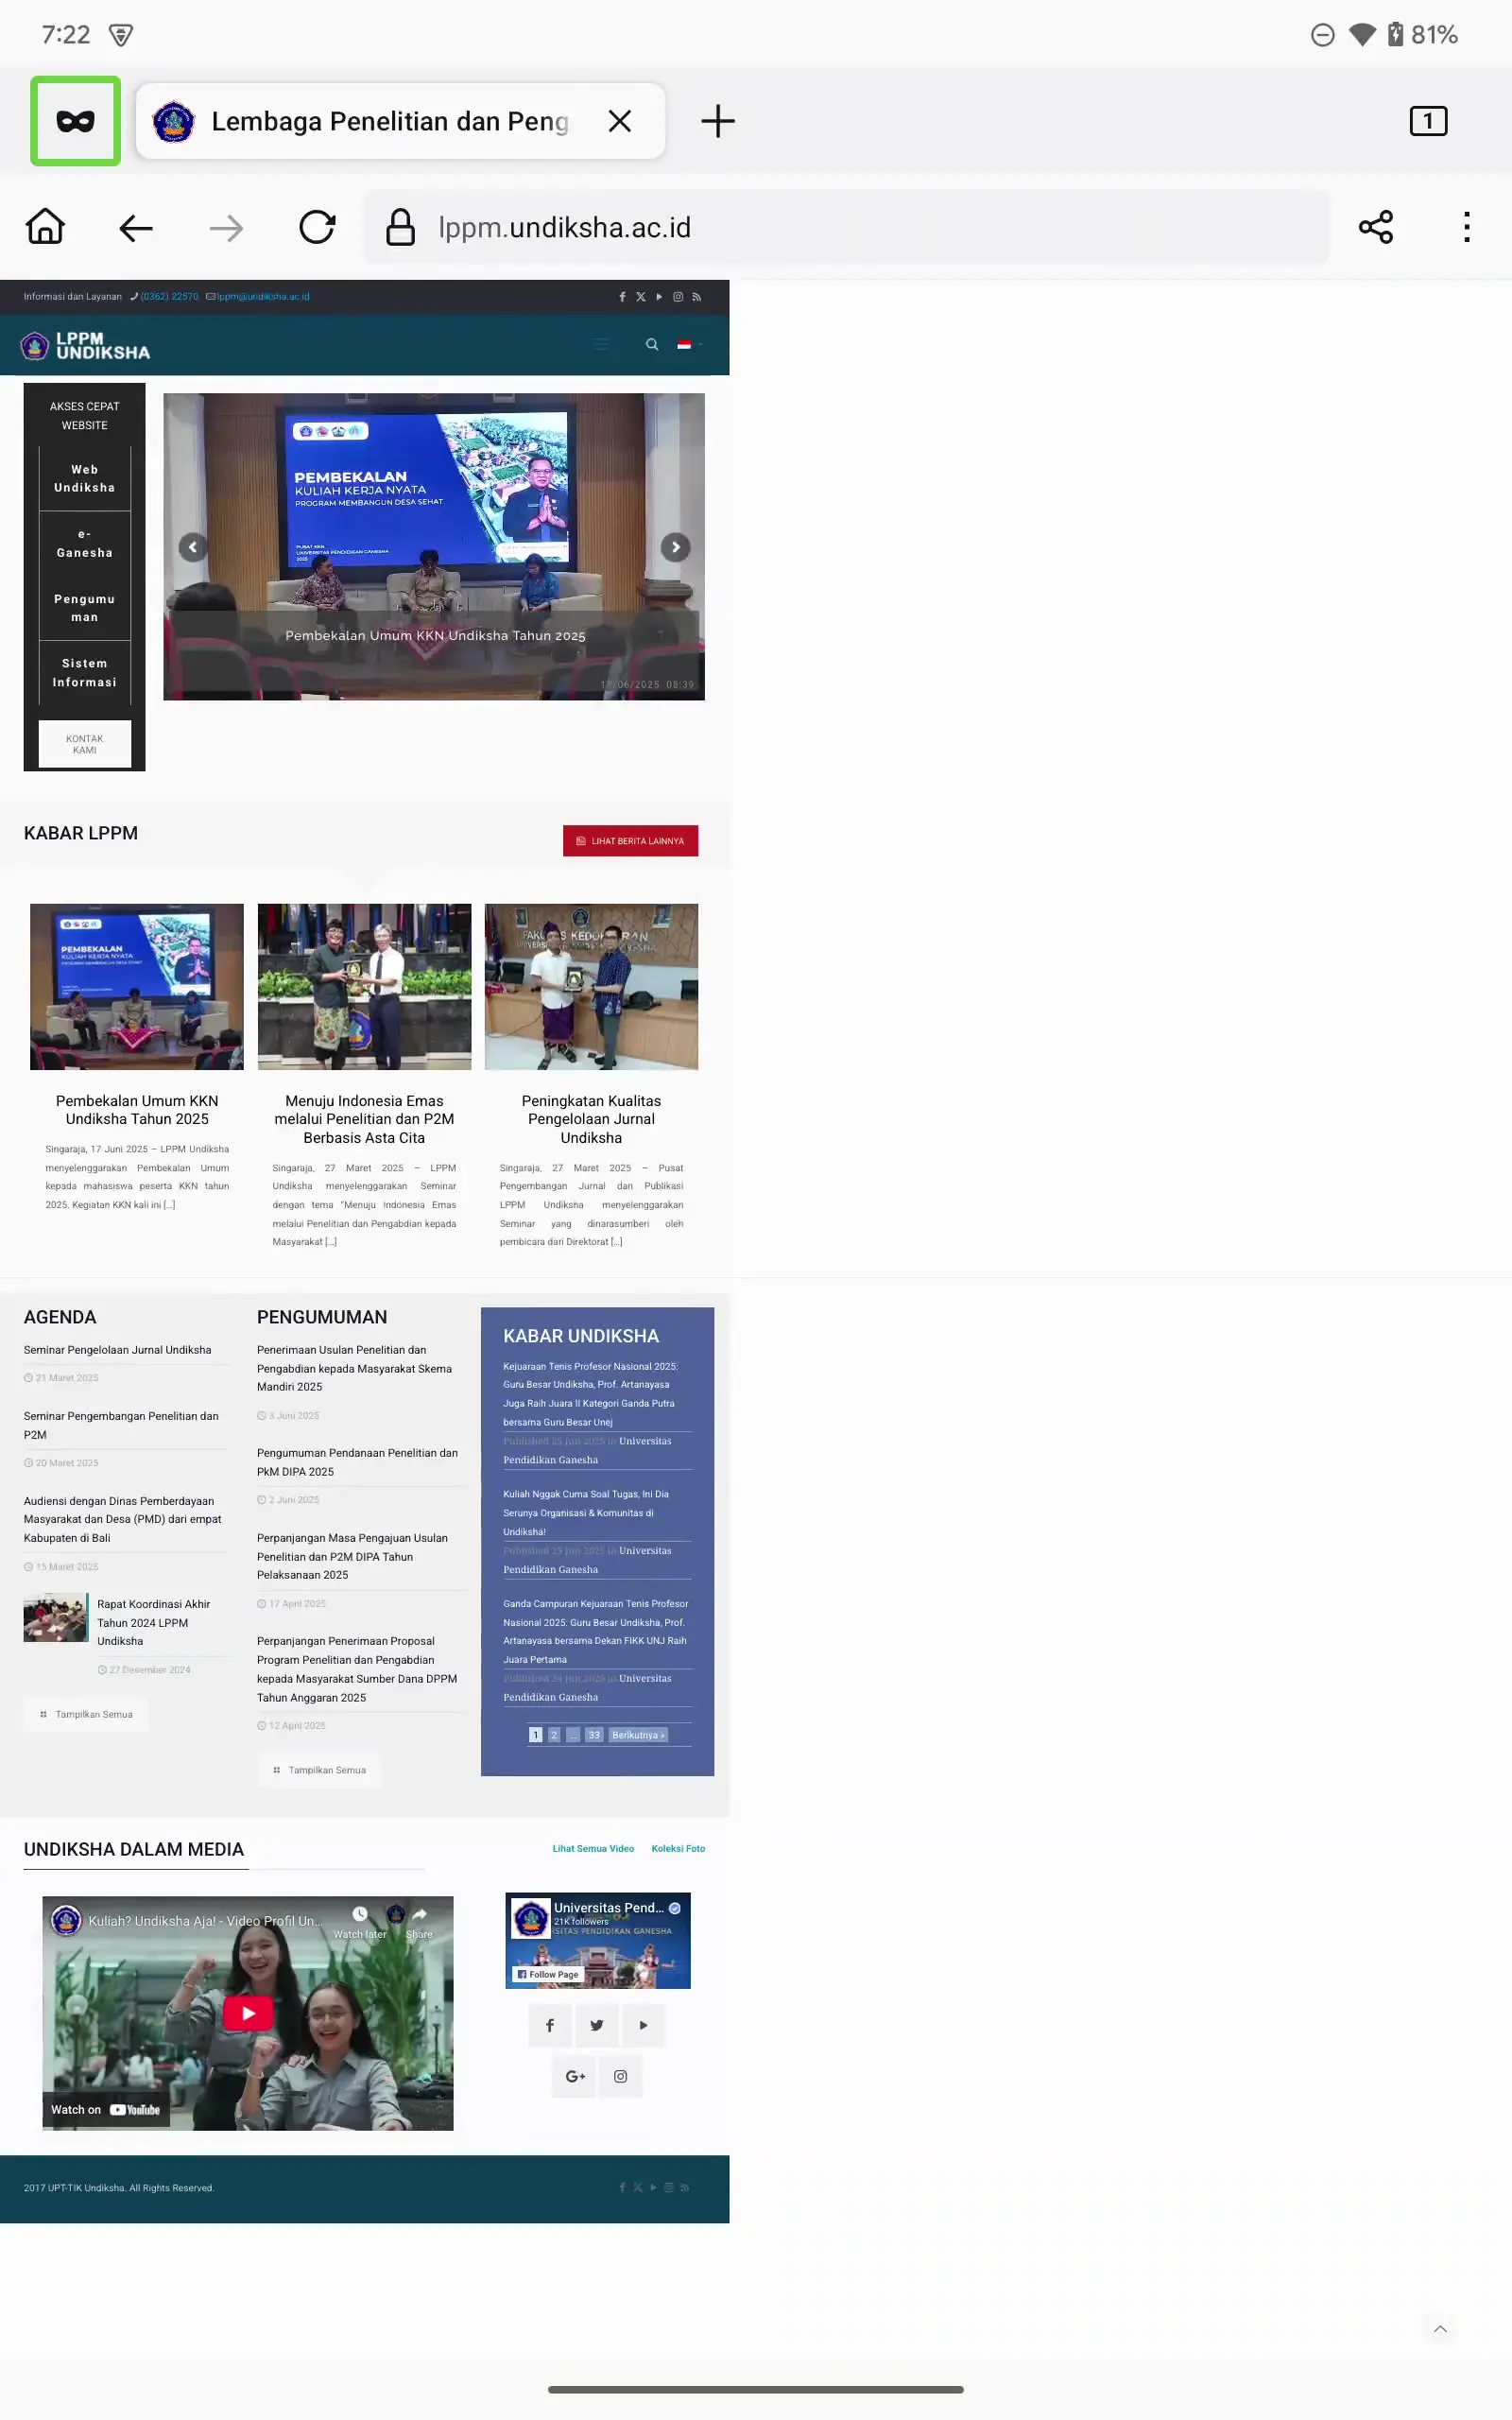 7:22
81%
Lembaga Penelitian dan Peng
1
lppm.undiksha.ac.id
Informasi dan Layanan (0362) 22570 lppm@undiksha.ac.id
LPPM
UNDIKSHA
AKSES CEPAT
WEBSITE
Web
Undiksha
e-
Ganesha
Pengumu
man
Sistem
Informasi
KONTAK
KAMI
PEMBEKALAN
KULIAH KERJA NYATA
PROGRAM MEMBANGUN DESA SEHAT
PUSAT KKN
UNIVERSITAS PENDIDIKAN GANESHA
2025
Pembekalan Umum KKN Undiksha Tahun 2025
KABAR LPPM
LIHAT BERITA LAINNYA
PEMBEKALAN
KULIAH KERJA NYATA
PROGRAM MEMBANGUN DESA SEHAT
Pembekalan Umum KKN
Undiksha Tahun 2025
Singaraja, 17 Juni 2025 – LPPM Undiksha
menyelenggarakan Pembekalan Umum
kepada mahasiswa peserta KKN tahun
2025. Kegiatan KKN kali ini [...]
Menuju Indonesia Emas
melalui Penelitian dan P2M
Berbasis Asta Cita
Singaraja, 27 Maret 2025 – LPPM
Undiksha menyelenggarakan Seminar
dengan tema “Menuju Indonesia Emas
melalui Penelitian dan Pengabdian kepada
Masyarakat [...]
Peningkatan Kualitas
Pengelolaan Jurnal
Undiksha
Singaraja, 27 Maret 2025 – Pusat
Pengembangan Jurnal dan Publikasi
LPPM Undiksha menyelenggarakan
Seminar yang dinarasumberi oleh
pembicara dari Direktorat [...]
AGENDA
Seminar Pengelolaan Jurnal Undiksha
21 Maret 2025
Seminar Pengembangan Penelitian dan
P2M
20 Maret 2025
Audiensi dengan Dinas Pemberdayaan
Masyarakat dan Desa (PMD) dari empat
Kabupaten di Bali
15 Maret 2025
Rapat Koordinasi Akhir
Tahun 2024 LPPM
Undiksha
27 Desember 2024
Tampilkan Semua
PENGUMUMAN
Penerimaan Usulan Penelitian dan
Pengabdian kepada Masyarakat Skema
Mandiri 2025
3 Juni 2025
Pengumuman Pendanaan Penelitian dan
PkM DIPA 2025
2 Juni 2025
Perpanjangan Masa Pengajuan Usulan
Penelitian dan P2M DIPA Tahun
Pelaksanaan 2025
17 April 2025
Perpanjangan Penerimaan Proposal
Program Penelitian dan Pengabdian
kepada Masyarakat Sumber Dana DPPM
Tahun Anggaran 2025
12 April 2025
Tampilkan Semua
KABAR UNDIKSHA
Kejuaraan Tenis Profesor Nasional 2025:
Guru Besar Undiksha, Prof. Artanayasa
Juga Raih Juara II Kategori Ganda Putra
bersama Guru Besar Unej
Published 25 Jun 2025 in Universitas
Pendidikan Ganesha
Kuliah Nggak Cuma Soal Tugas, Ini Dia
Serunya Organisasi & Komunitas di
Undiksha!
Published 25 Jun 2025 in Universitas
Pendidikan Ganesha
Ganda Campuran Kejuaraan Tenis Profesor
Nasional 2025: Guru Besar Undiksha, Prof.
Artanayasa bersama Dekan FIKK UNJ Raih
Juara Pertama
Published 24 Jun 2025 in Universitas
Pendidikan Ganesha
1 2 ... 33 Berikutnya »
UNDIKSHA DALAM MEDIA
Lihat Semua Video Koleksi Foto
Kuliah? Undiksha Aja! - Video Profil Un...
Watch later Share
Watch on YouTube
Universitas Pend...
21K followers
Follow Page
2017 UPT-TIK Undiksha. All Rights Reserved.